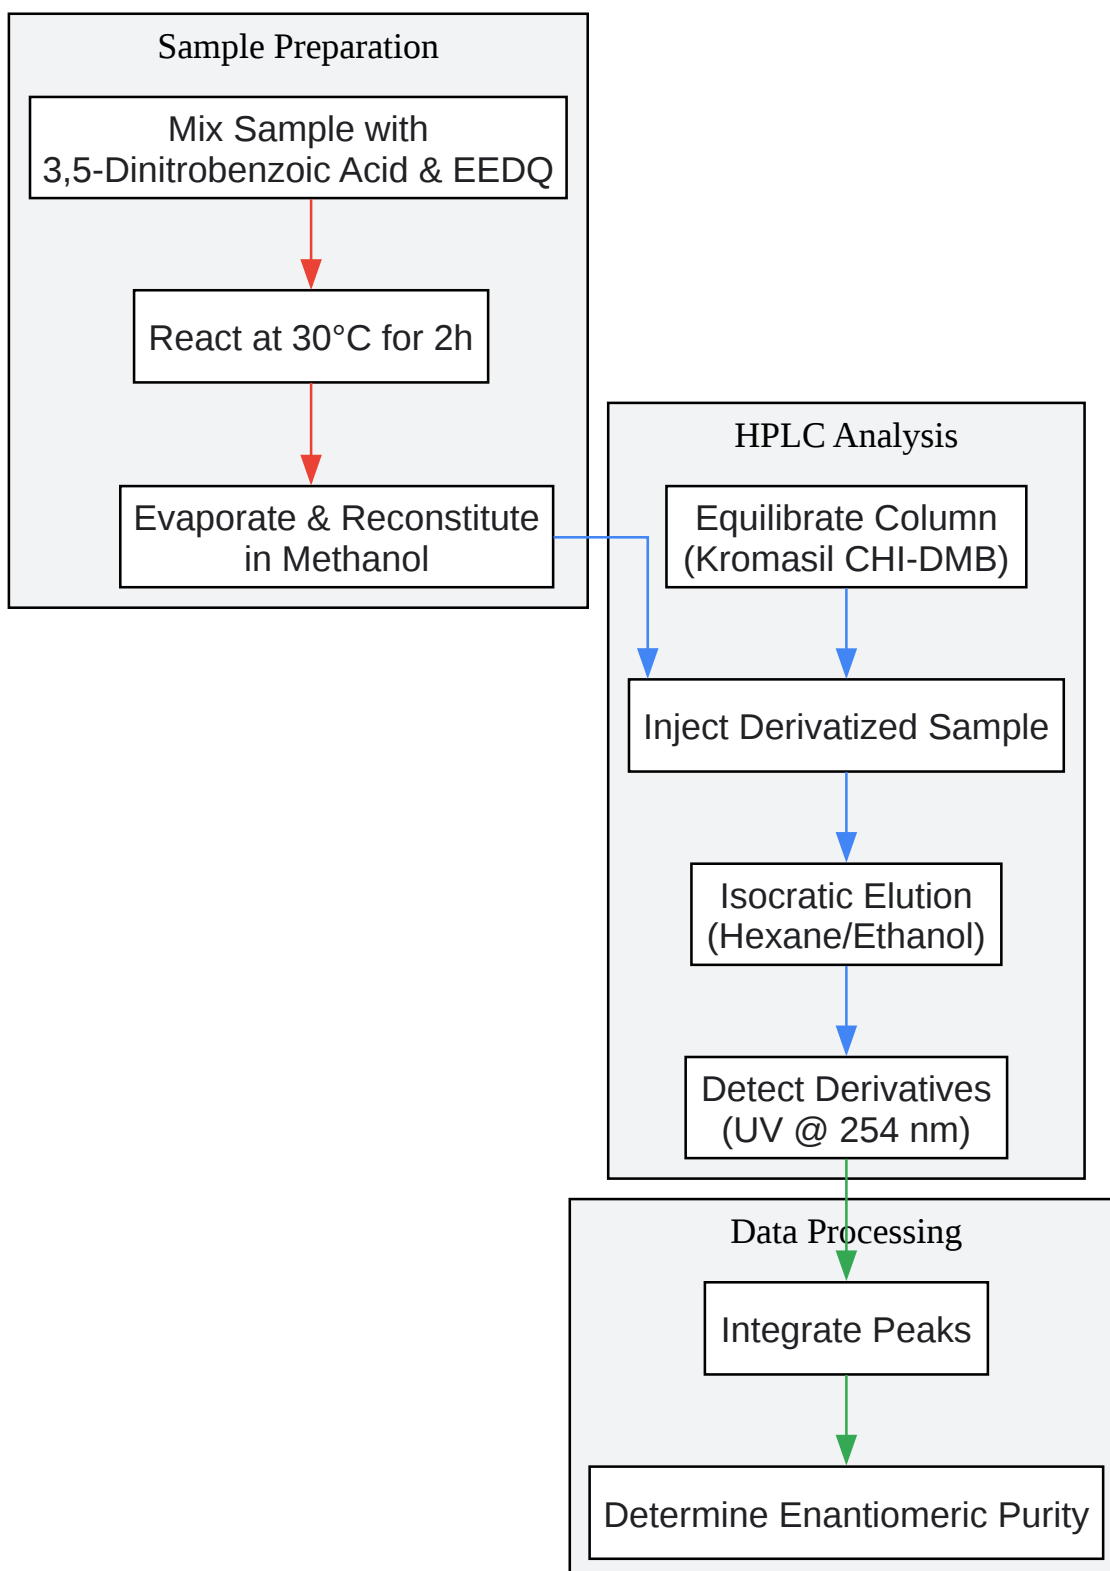 Sample Preparation
Mix Sample with
3,5-Dinitrobenzoic Acid & EEDQ
React at 30°C for 2h
Evaporate & Reconstitute
in Methanol
HPLC Analysis
Equilibrate Column
(Kromasil CHI-DMB)
Inject Derivatized Sample
Isocratic Elution
(Hexane/Ethanol)
Detect Derivatives
(UV @ 254 nm)
Data Processing
Integrate Peaks
Determine Enantiomeric Purity